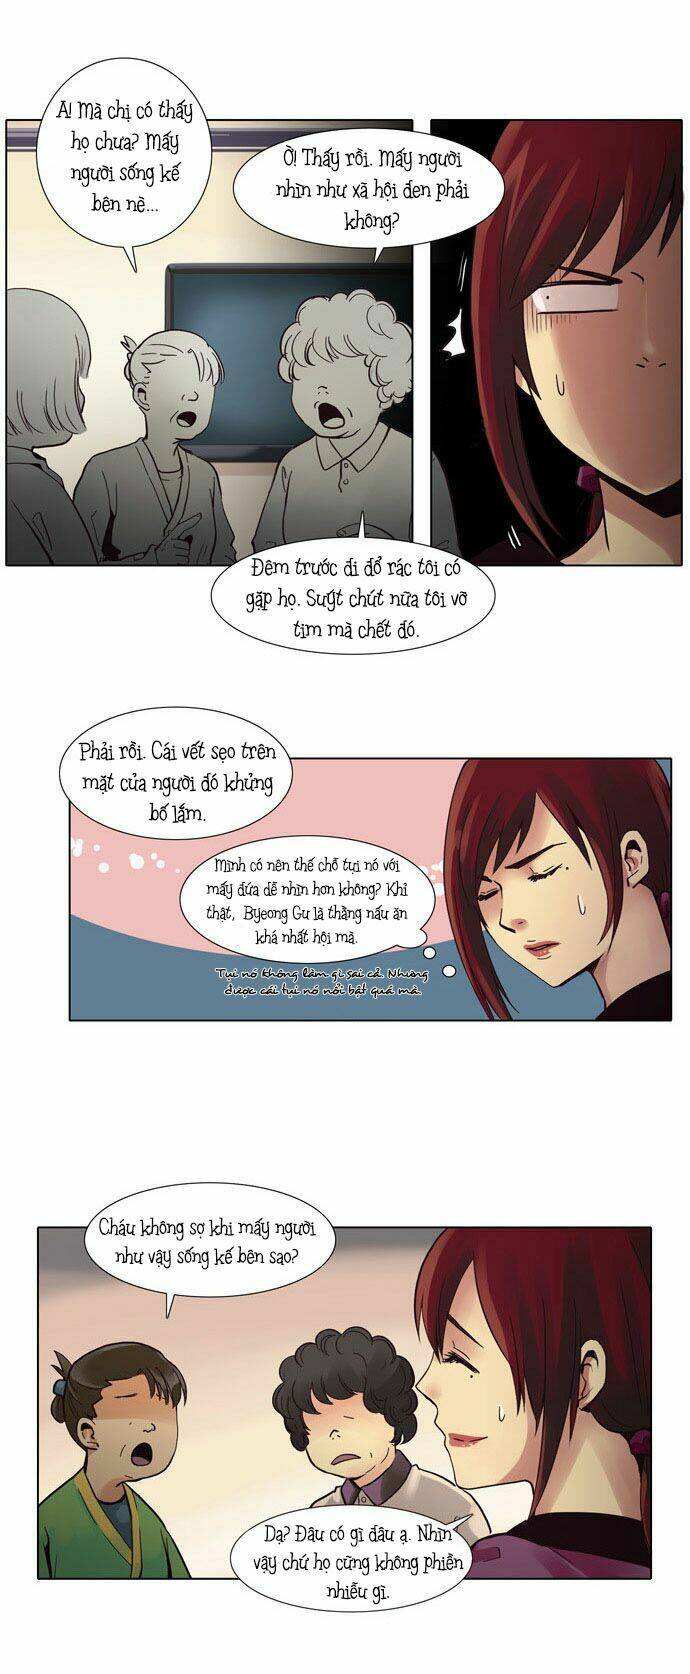 A! Mà chị có thấy
họ chưa? Mấy
người sống kế
bên nè...
Ờ! Thấy rồi. Mấy người
nhìn như xã hội đen phải
không?
Đêm trước đi đổ rác tôi có
gặp họ. Suýt chút nữa tôi vỡ
tim mà chết đó.
Phải rồi. Cái vết sẹo trên
mặt của người đó khủng
bố lắm.
Mình có nên thế chỗ tụi nó với
mấy đứa dễ nhìn hơn không? Khỉ
thật, Byeong Gu là thằng nấu ăn
khá nhất hội mà.
Tụi nó không làm gì sai cả. Nhưng
được cái tụi nó nổi bật quá mà.
Cháu không sợ khi mấy người
như vậy sống kế bên sao?
Dạ? Đâu có gì đâu ạ. Nhìn
vậy chứ họ cũng không phiền
nhiễu gì.